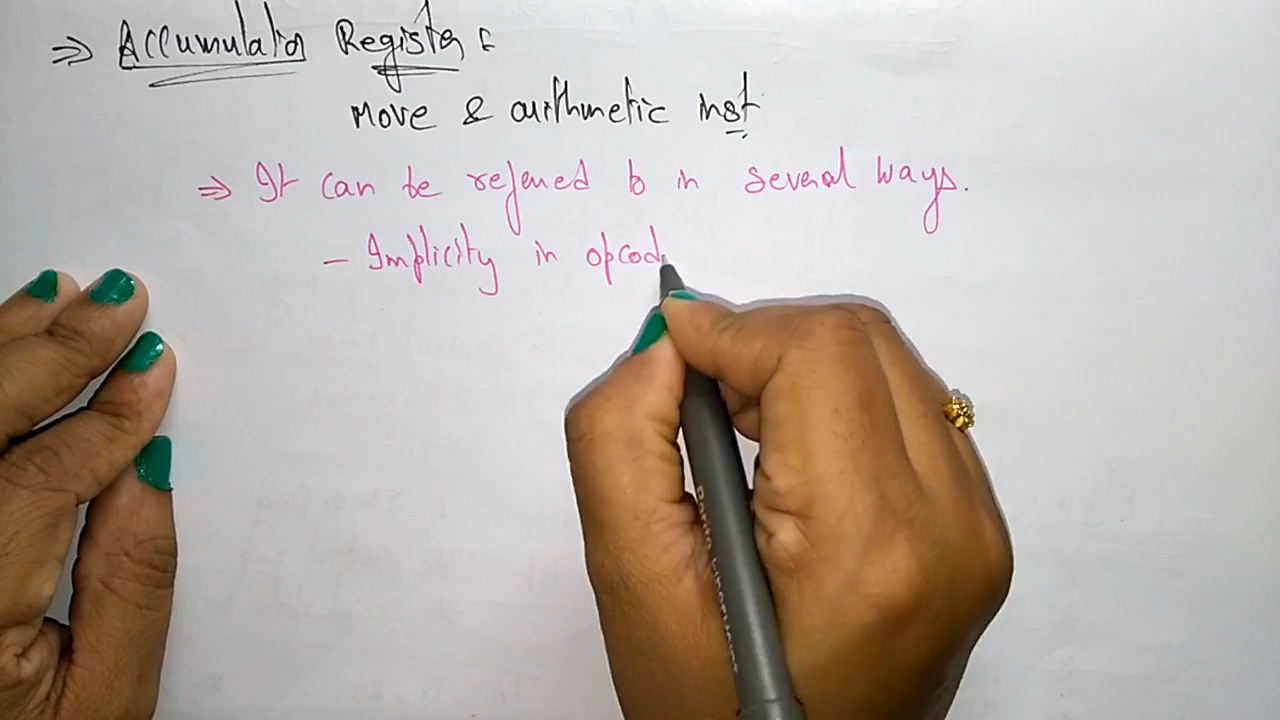 ⇒ Accumulator Register :
Move & arithmetic inst
⇒ It can be refered to in several ways.
– Implicity in opcod